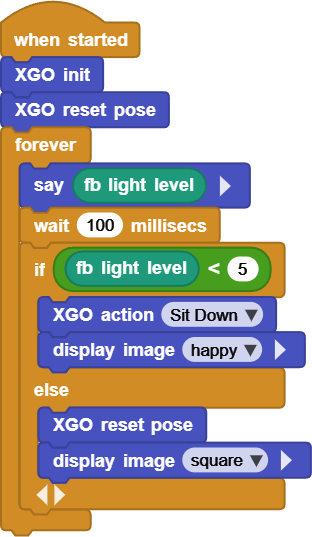 when started
XGO init
XGO reset pose
forever
say fb light level
wait 100 millisecs
if fb light level < 5
XGO action Sit Down
display image happy
else
XGO reset pose
display image square